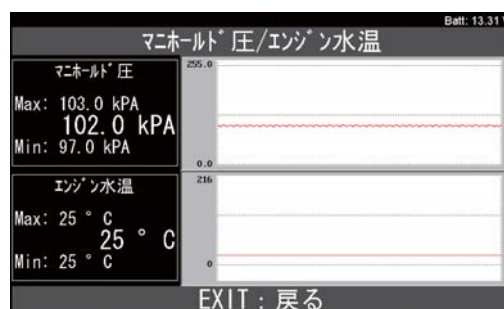 Batt: 13.31 V
マニホールド圧/エンジン水温
マニホールド圧
Max: 103.0 kPa
102.0 kPa
Min: 97.0 kPa
255.0
0.0
エンジン水温
Max: 25 ° C
25 ° C
Min: 25 ° C
216
0
EXIT : 戻る